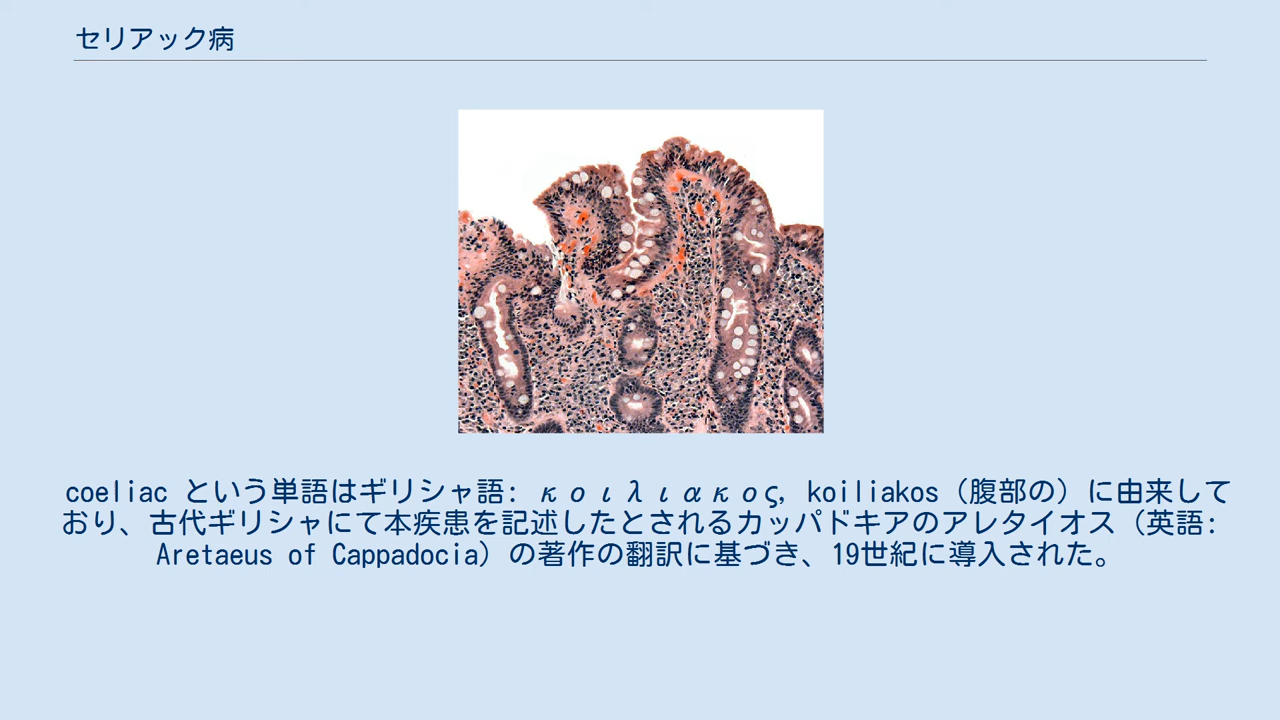 セリアック病
coeliac という単語はギリシャ語: κοιλιακος, koiliakos (腹部の) に由来して
おり、古代ギリシャにて本疾患を記述したとされるカッパドキアのアレタイオス (英語:
Aretaeus of Cappadocia) の著作の翻訳に基づき、19世紀に導入された。